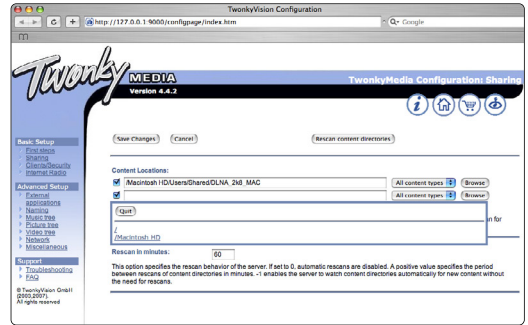 TwonkyVision Configuration
http://127.0.0.1:9000/configpage/index.htm
Google
Twonky
MEDIA
Version 4.4.2
TwonkyMedia Configuration: Sharing
Save Changes
Cancel
Rescan content directories
Basic Setup
First steps
Sharing
Clients/Security
Internet Radio
Advanced Setup
External
applications
Naming
Music tree
Picture tree
Video tree
Network
Miscellaneous
Support
Troubleshooting
FAQ
© TwonkyVision GmbH
(2003,2007).
All rights reserved
Content Locations:
/Macintosh HD/Users/Shared/DLNA_2k8_MAC
All content types
Browse
All content types
Browse
Quit
/
/Macintosh HD
n for
Rescan in minutes:
60
This option specifies the rescan behavior of the server. If set to 0, automatic rescans are disabled. A positive value specifies the period
between rescans of content directories in minutes. -1 enables the server to watch content directories automatically for new content without
the need for rescans.